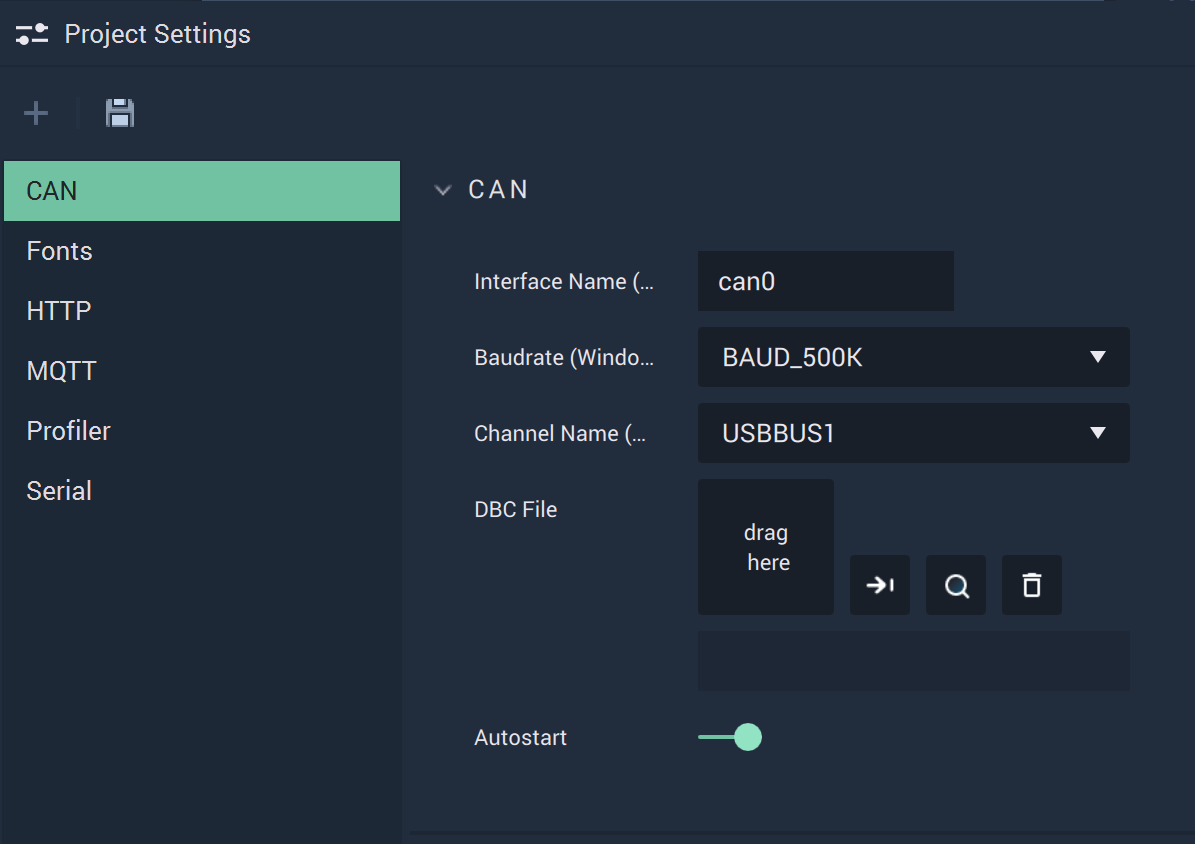 Project Settings
CAN
Fonts
HTTP
MQTT
Profiler
Serial
CAN
Interface Name (...
can0
Baudrate (Windo...
BAUD_500K
Channel Name (...
USBBUS1
DBC File
drag
here
Autostart